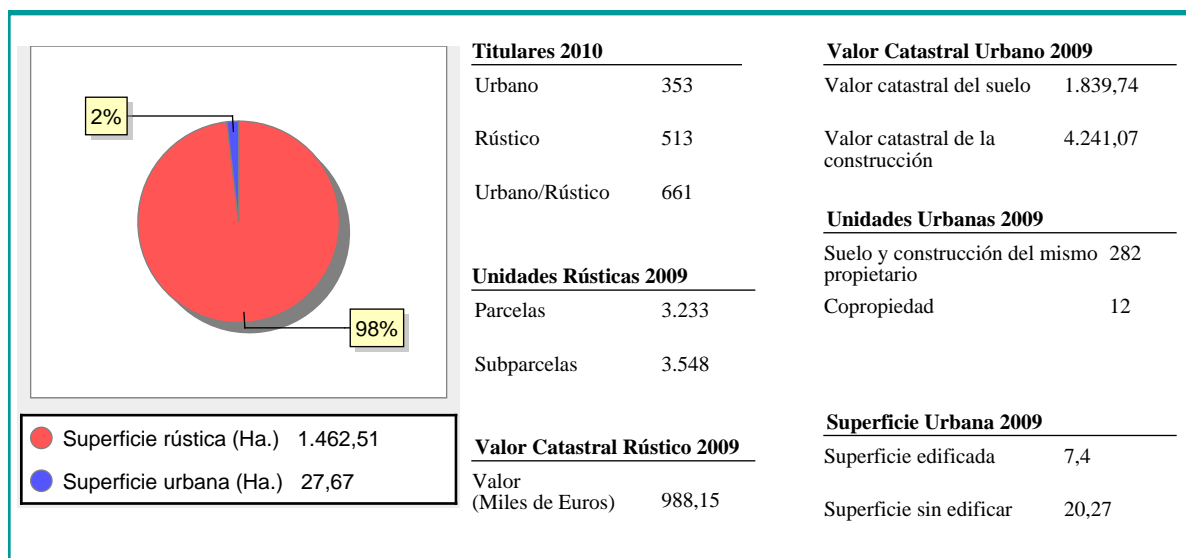 2%
98%
Superficie rústica (Ha.) 1.462,51
Superficie urbana (Ha.) 27,67
Titulares 2010
Urbano 353
Rústico 513
Urbano/Rústico 661
Unidades Rústicas 2009
Parcelas 3.233
Subparcelas 3.548
Valor Catastral Rústico 2009
Valor
(Miles de Euros) 988,15
Valor Catastral Urbano 2009
Valor catastral del suelo 1.839,74
Valor catastral de la 4.241,07
construcción
Unidades Urbanas 2009
Suelo y construcción del mismo 282
propietario
Copropiedad 12
Superficie Urbana 2009
Superficie edificada 7,4
Superficie sin edificar 20,27